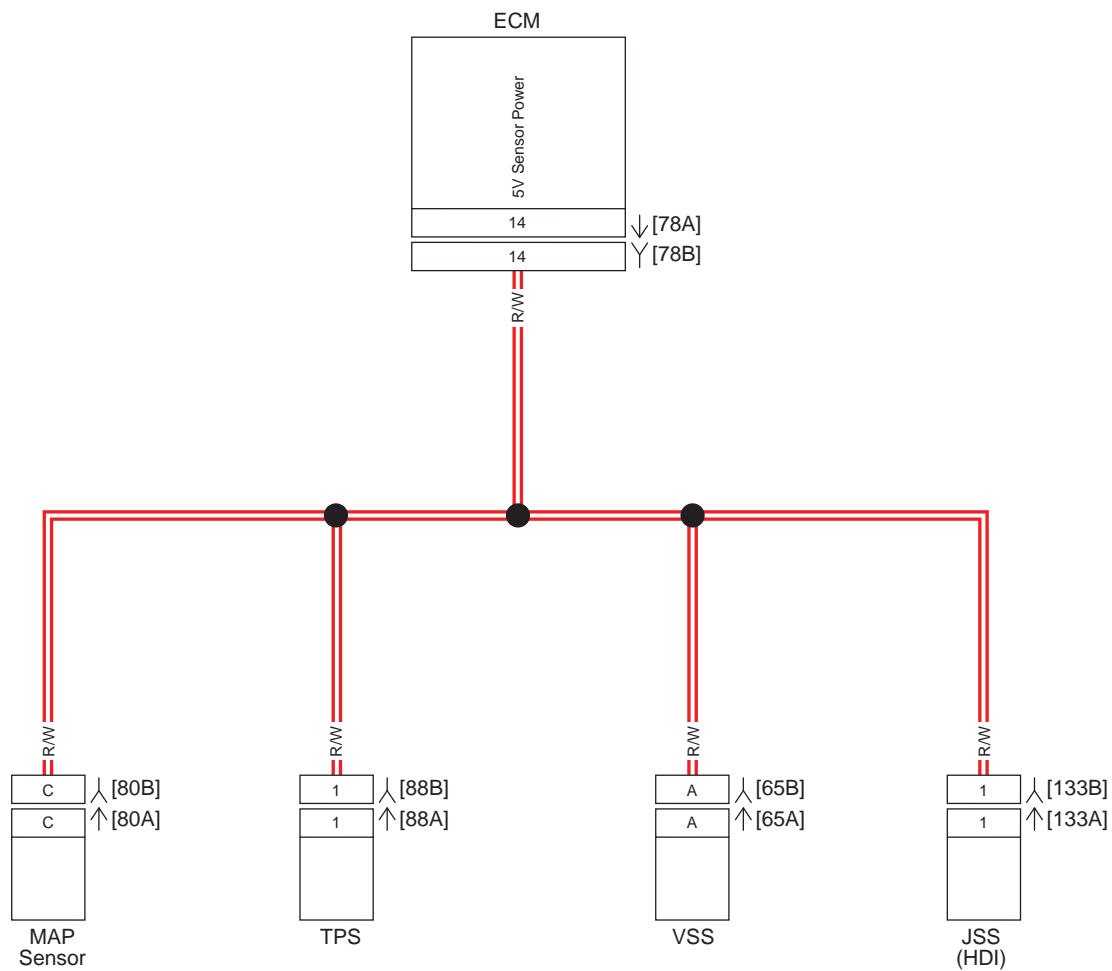 ECM
5V Sensor Power
14
[78A]
14
[78B]
R/W
R/W
R/W
R/W
R/W
C
[80B]
1
[88B]
A
[65B]
1
[133B]
C
[80A]
1
[88A]
A
[65A]
1
[133A]
MAP
Sensor
TPS
VSS
JSS
(HDI)